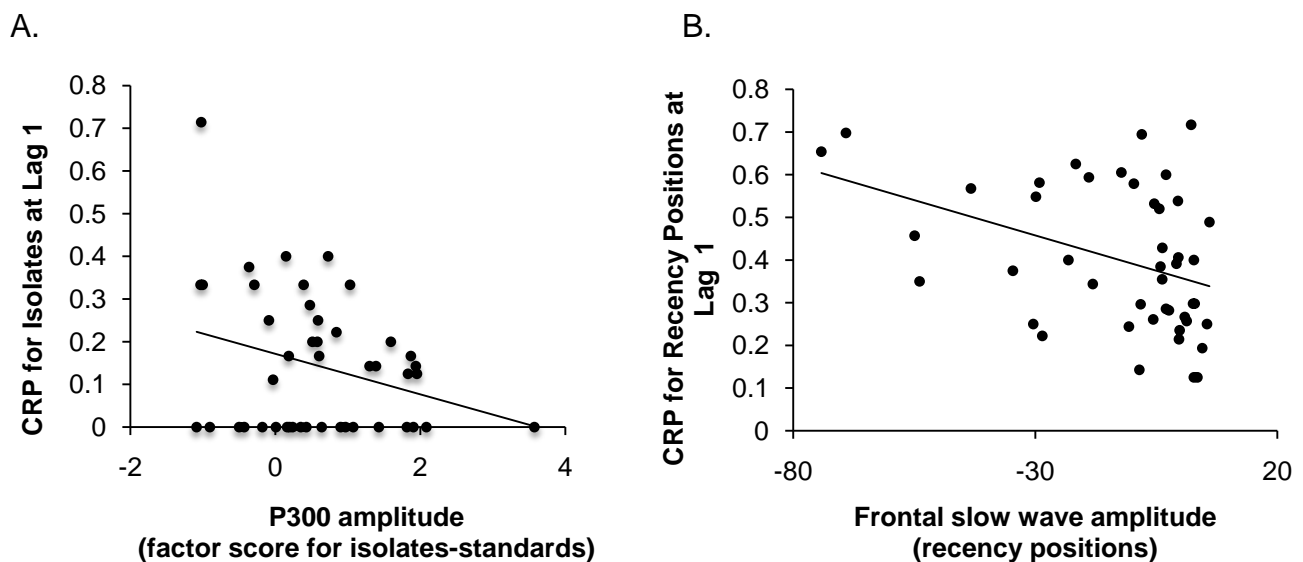 A.
CRP for Isolates at Lag 1
0.8
0.7
0.6
0.5
0.4
0.3
0.2
0.1
0
-2
0
2
4
P300 amplitude
(factor score for isolates-standards)
B.
CRP for Recency Positions at
Lag 1
0.8
0.7
0.6
0.5
0.4
0.3
0.2
0.1
0
-80
-30
20
Frontal slow wave amplitude
(recency positions)